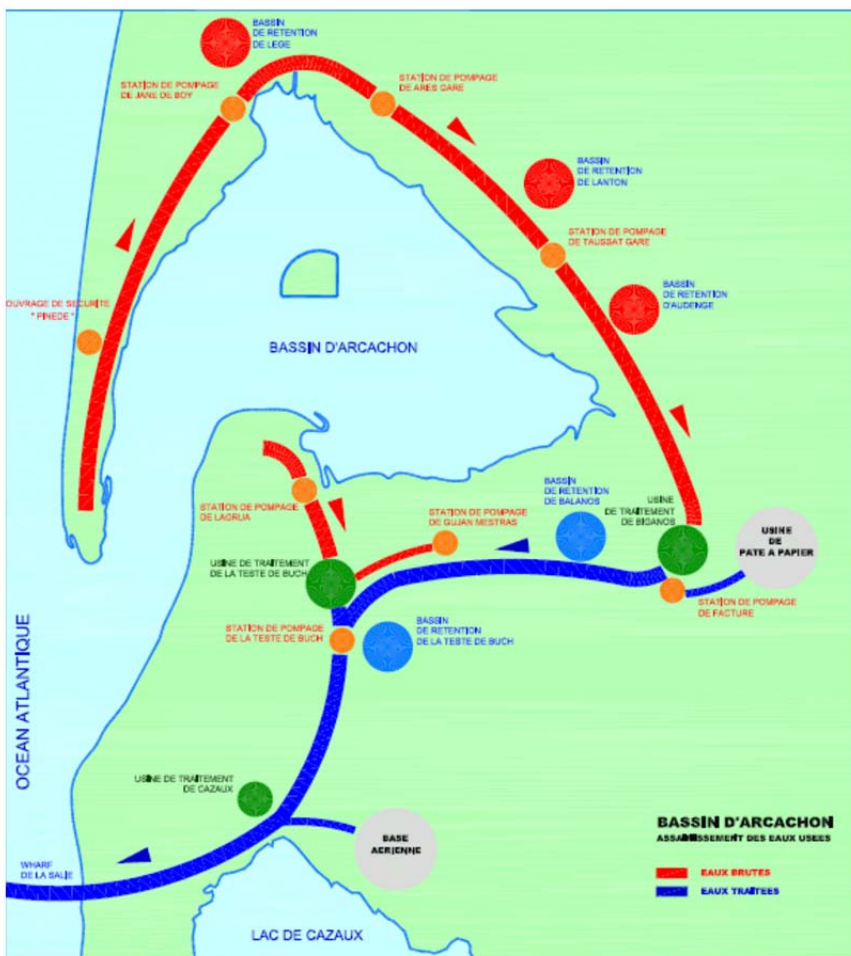 BASSIN
DE RETENTION
DE LEGE
STATION DE POMPAGE
DE JANE DE BOY
STATION DE POMPAGE
DE ARES GARE
BASSIN
DE RETENTION
DE LANTON
STATION DE POMPAGE
DE TAUSSAT GARE
BASSIN
DE RETENTION
D'AUDENGE
OUVRAGE DE SECURITE
" PINEDE "
BASSIN D'ARCACHON
STATION DE POMPAGE
DE LAGRUA
STATION DE POMPAGE
DE GUJAN MESTRAS
BASSIN
DE RETENTION
DE BALANOS
USINE
DE TRAITEMENT
DE BIGANOS
USINE
DE
PATE A PAPIER
USINE DE TRAITEMENT
DE LA TESTE DE BUCH
STATION DE POMPAGE
DE FACTURE
STATION DE POMPAGE
DE LA TESTE DE BUCH
BASSIN
DE RETENTION
DE LA TESTE DE BUCH
OCEAN ATLANTIQUE
USINE DE TRAITEMENT
DE CAZAUX
BASE
AERIENNE
WHARF
DE LA SALIE
LAC DE CAZAUX
BASSIN D'ARCACHON
ASSAINISSEMENT DES EAUX USEES
EAUX BRUTES
EAUX TRAITEES